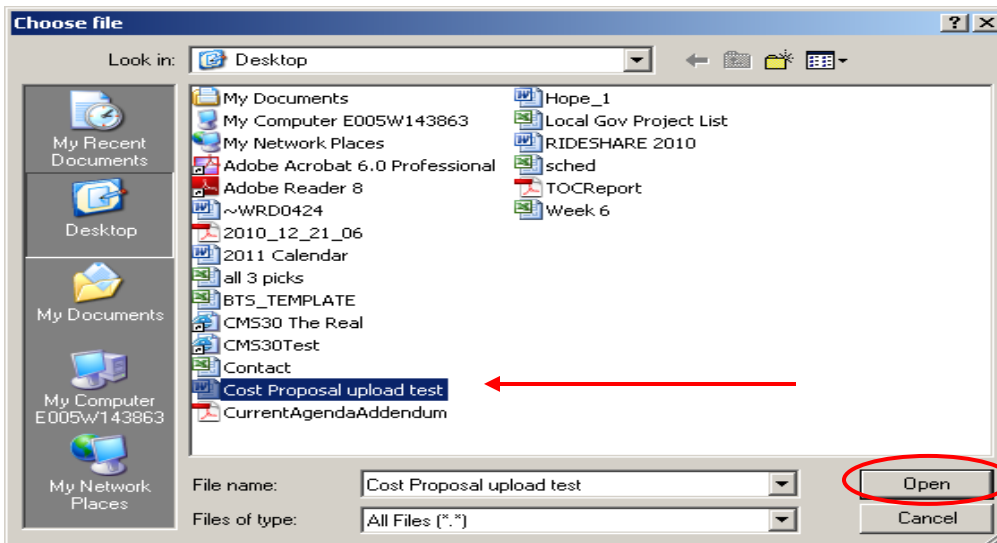 Choose file
Look in: Desktop
My Recent
Documents
Desktop
My Documents
My Computer
E005W143863
My Network
Places
My Documents
My Computer E005W143863
My Network Places
Adobe Acrobat 6.0 Professional
Adobe Reader 8
~WRD0424
2010_12_21_06
2011 Calendar
all 3 picks
BTS_TEMPLATE
CMS30 The Real
CMS30Test
Contact
Cost Proposal upload test
CurrentAgendaAddendum
Hope_1
Local Gov Project List
RIDESHARE 2010
sched
TOCReport
Week 6
File name: Cost Proposal upload test
Open
Files of type: All Files (*.*)
Cancel